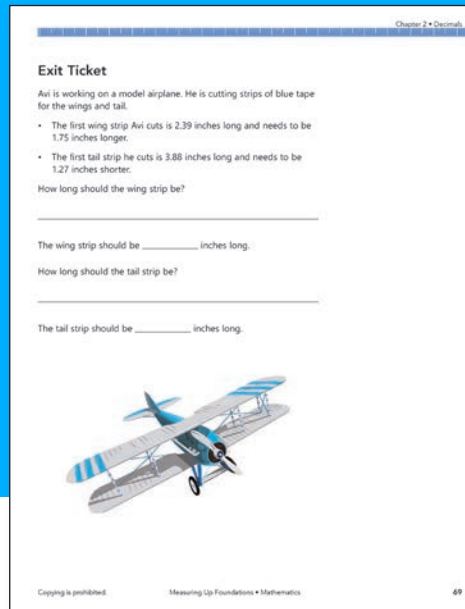 Chapter 2 • Decimals
Exit Ticket
Avi is working on a model airplane. He is cutting strips of blue tape
for the wings and tail.
• The first wing strip Avi cuts is 2.39 inches long and needs to be
1.75 inches longer.
• The first tail strip he cuts is 3.88 inches long and needs to be
1.27 inches shorter.
How long should the wing strip be?
The wing strip should be ____________ inches long.
How long should the tail strip be?
The tail strip should be ____________ inches long.
Copying is prohibited.
Measuring Up Foundations • Mathematics
69